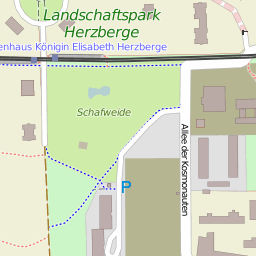 Landschaftspark
Herzberge
enhaus Königin Elisabeth Herzberge
Schafweide
Allee der Kosmonauten
P